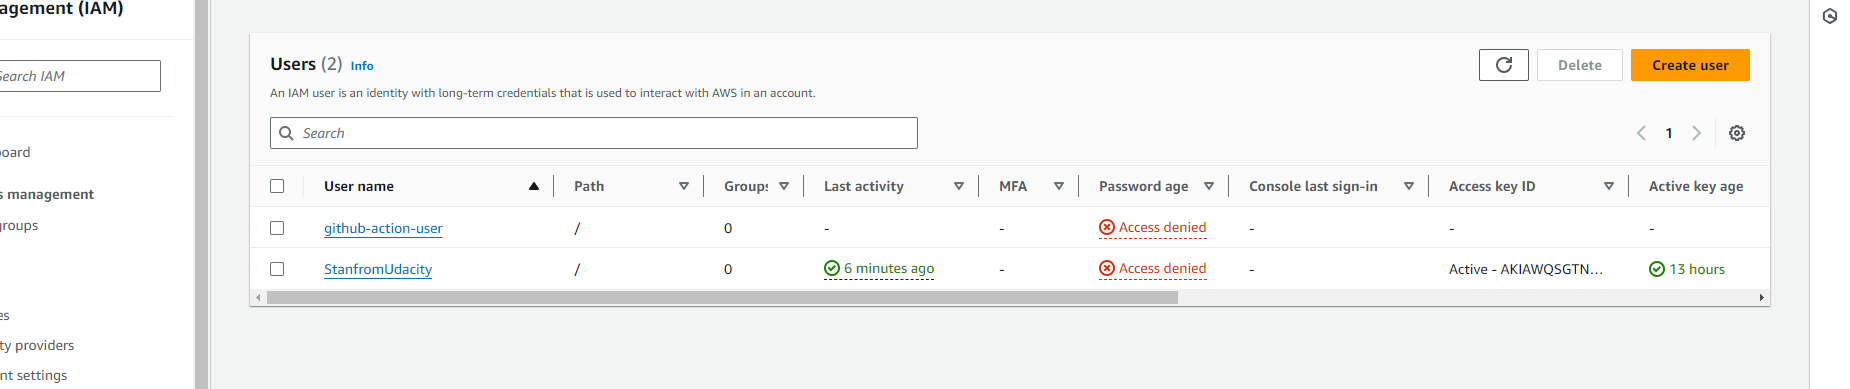 agement (IAM)
Search IAM
board
s management
groups
es
ty providers
nt settings
Users (2) Info
Delete
Create user
An IAM user is an identity with long-term credentials that is used to interact with AWS in an account.
Search
1
User name Path Groups Last activity MFA Password age Console last sign-in Access key ID Active key age
github-action-user / 0 - - Access denied - - -
StanfromUdacity / 0 6 minutes ago - Access denied - Active - AKIAWQSGTN... 13 hours